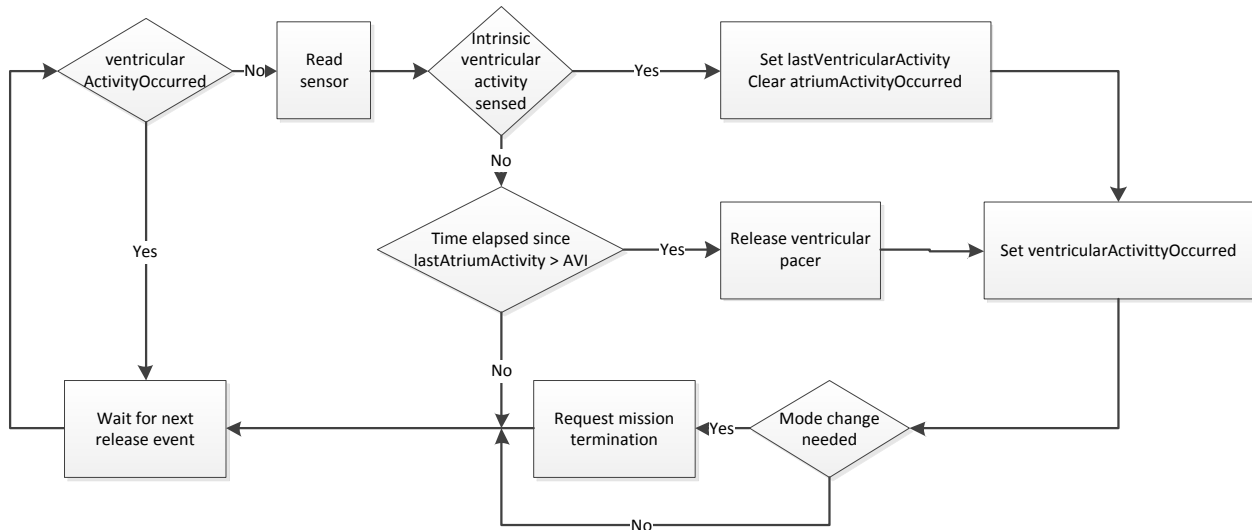 ventricular
ActivityOccurred
No
Read
sensor
Intrinsic
ventricular
activity
sensed
Yes
Set lastVentricularActivity
Clear atriumActivityOccurred
No
Yes
Time elapsed since
lastAtriumActivity > AVI
Yes
Release ventricular
pacer
Set ventricularActivittyOccurred
No
Wait for next
release event
Request mission
termination
Yes
Mode change
needed
No